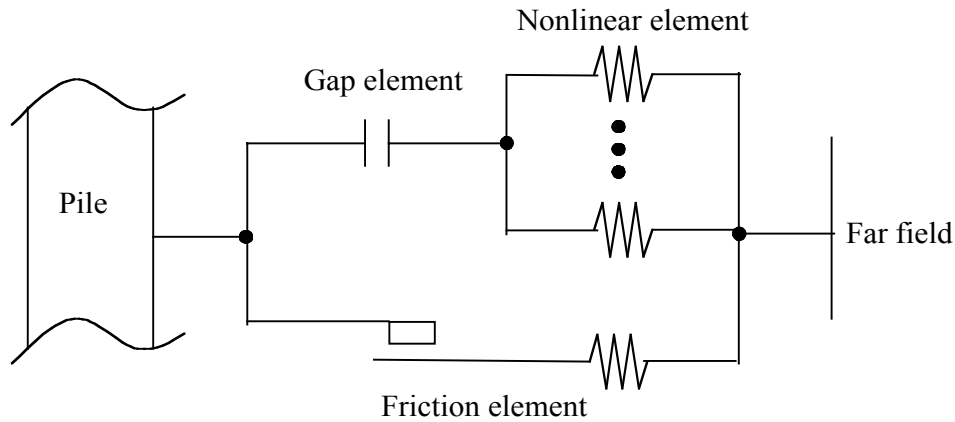 Nonlinear element
Gap element
Pile
Far field
Friction element